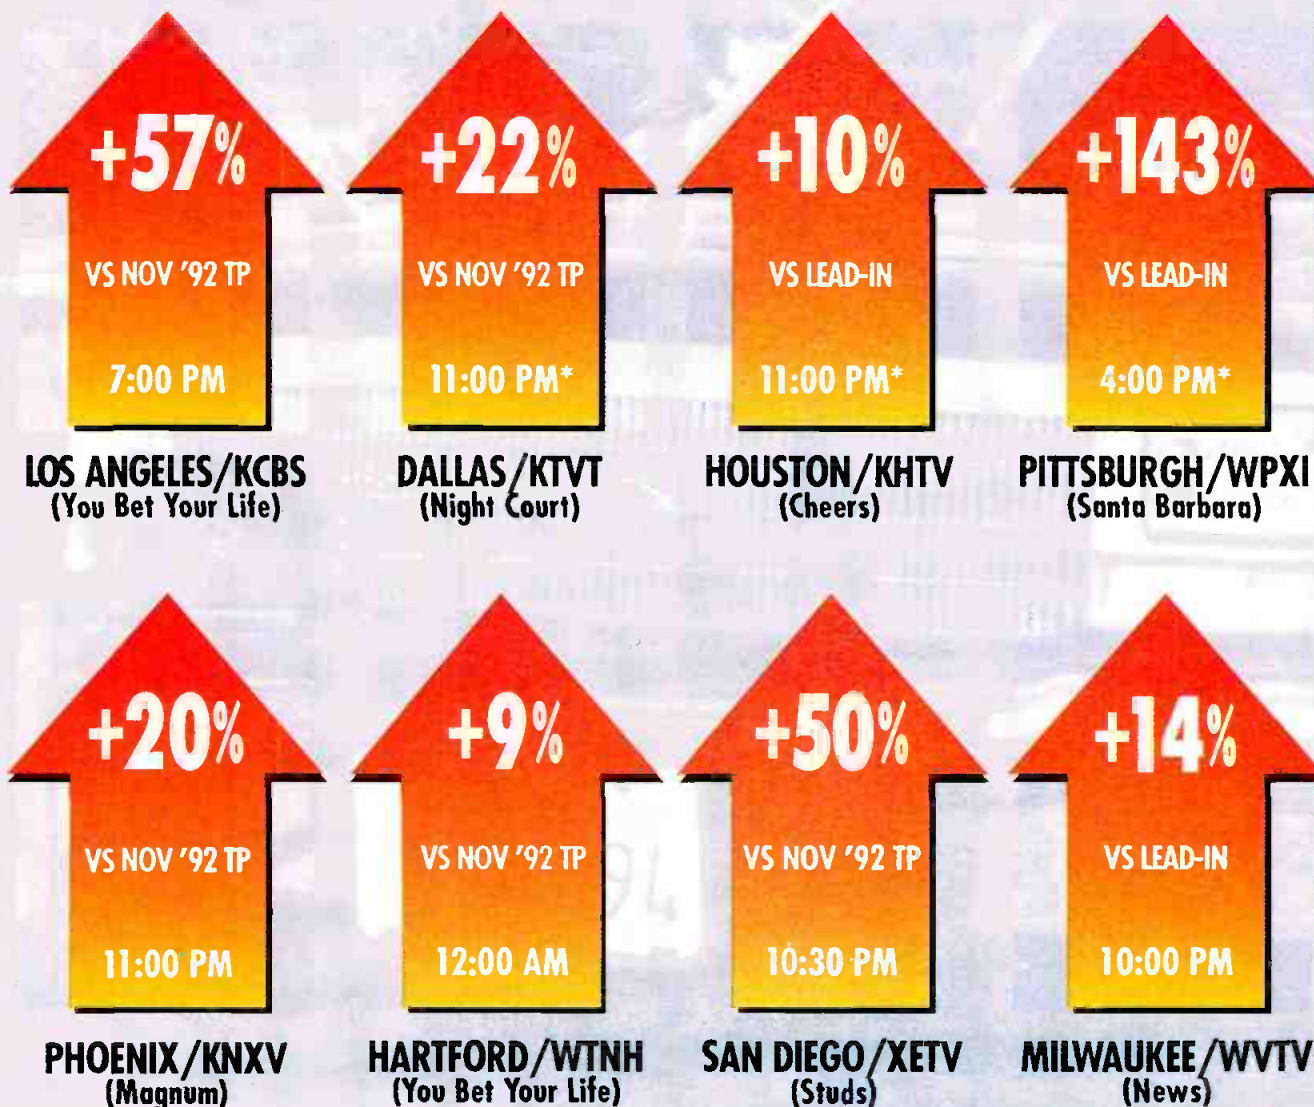 +57%
VS NOV '92 TP
7:00 PM
LOS ANGELES/KCBS
(You Bet Your Life)
+22%
VS NOV '92 TP
11:00 PM*
DALLAS/KTVT
(Night Court)
+10%
VS LEAD-IN
11:00 PM*
HOUSTON/KHTV
(Cheers)
+143%
VS LEAD-IN
4:00 PM*
PITTSBURGH/WPXI
(Santa Barbara)
+20%
VS NOV '92 TP
11:00 PM
PHOENIX/KNXV
(Magnum)
+9%
VS NOV '92 TP
12:00 AM
HARTFORD/WTNH
(You Bet Your Life)
+50%
VS NOV '92 TP
10:30 PM
SAN DIEGO/XETV
(Studs)
+14%
VS LEAD-IN
10:00 PM
MILWAUKEE/WVTV
(News)